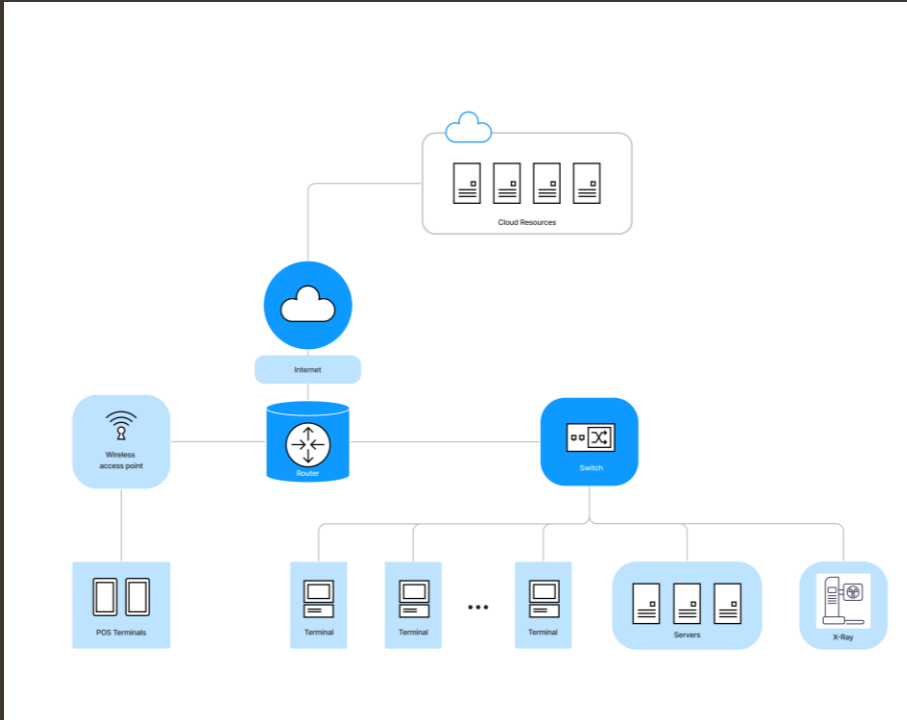 Cloud Resources
Internet
Wireless
access point
Router
Switch
POS Terminals
Terminal
Terminal
Terminal
Servers
X-Ray